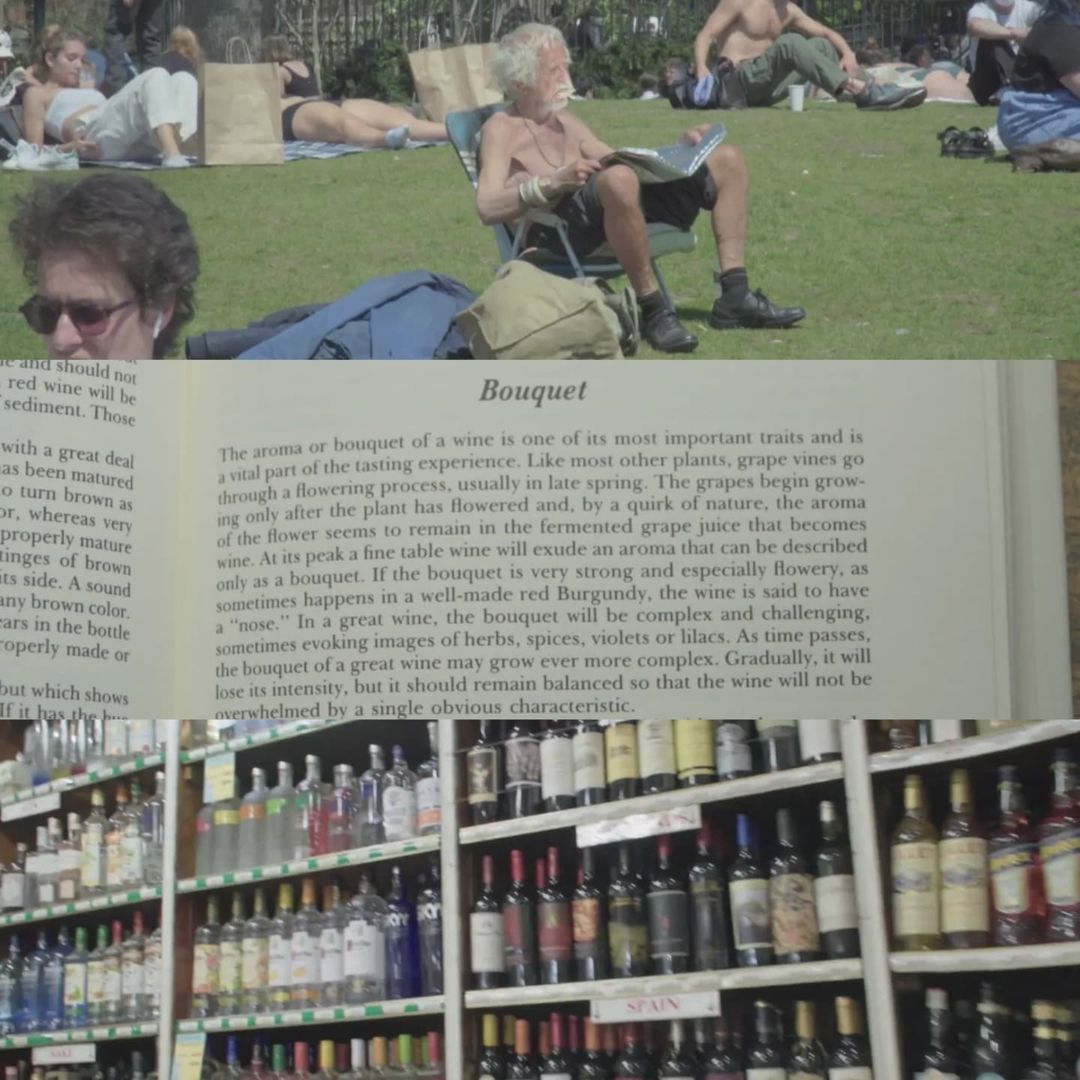 e and should not
red wine will be
sediment. Those
with a great deal
as been matured
o turn brown as
or, whereas very
properly mature
tinges of brown
its side. A sound
any brown color.
ears in the bottle
roperly made or
but which shows
If it has the
Bouquet
The aroma or bouquet of a wine is one of its most important traits and is
a vital part of the tasting experience. Like most other plants, grape vines go
through a flowering process, usually in late spring. The grapes begin grow-
ing only after the plant has flowered and, by a quirk of nature, the aroma
of the flower seems to remain in the fermented grape juice that becomes
wine. At its peak a fine table wine will exude an aroma that can be described
only as a bouquet. If the bouquet is very strong and especially flowery, as
sometimes happens in a well-made red Burgundy, the wine is said to have
a “nose.” In a great wine, the bouquet will be complex and challenging,
sometimes evoking images of herbs, spices, violets or lilacs. As time passes,
the bouquet of a great wine may grow ever more complex. Gradually, it will
lose its intensity, but it should remain balanced so that the wine will not be
overwhelmed by a single obvious characteristic.
SPAIN
SAKE